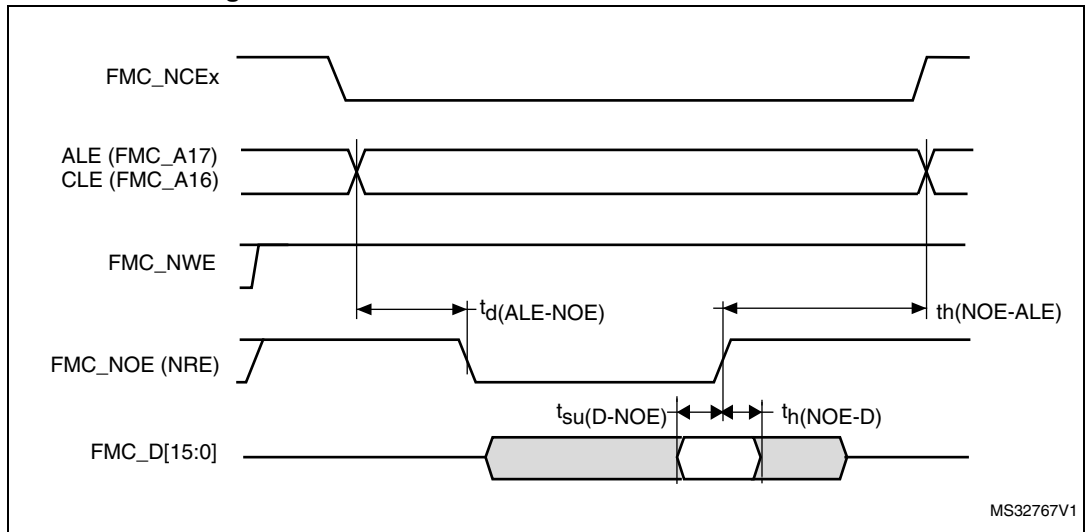 FMC_NCEx
ALE (FMC_A17)
CLE (FMC_A16)
FMC_NWE
td(ALE-NOE)
th(NOE-ALE)
FMC_NOE (NRE)
tsu(D-NOE)
th(NOE-D)
FMC_D[15:0]
MS32767V1